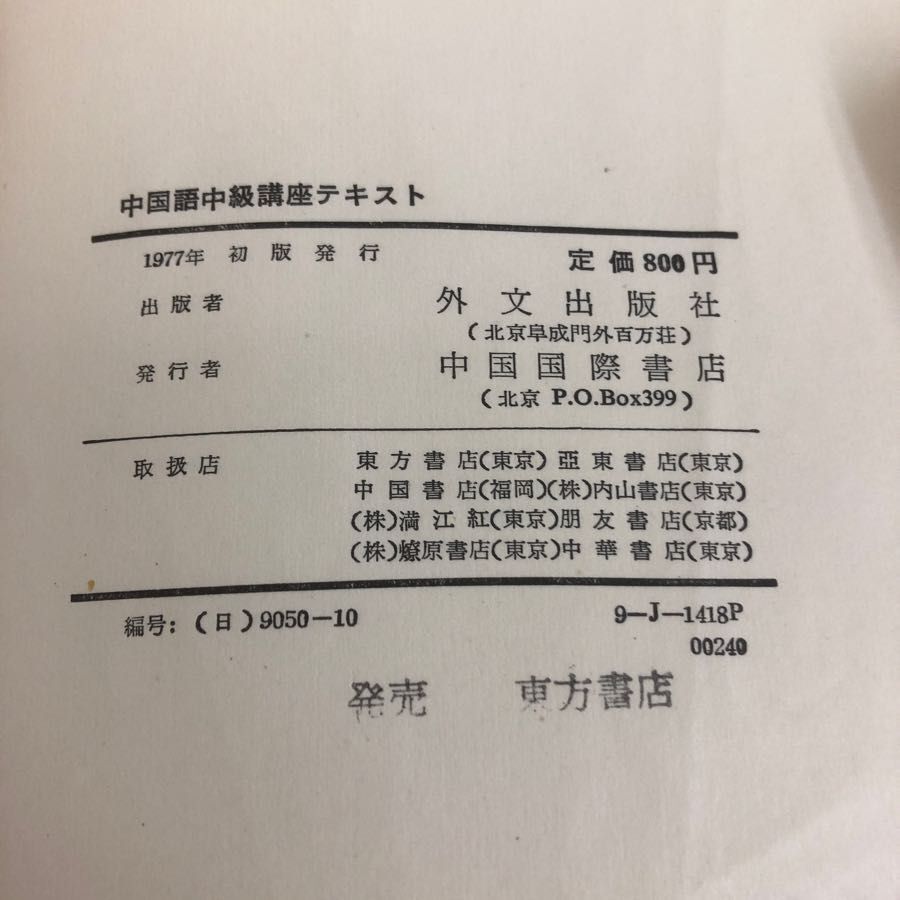 中国語中級講座テキスト
1977年 初版発行 定価800円
出版者 外文出版社
(北京阜成門外百万荘)
発行者 中国国際書店
(北京 P.O.Box399)
取扱店 東方書店(東京) 亞東書店(東京)
中国書店(福岡)(株)内山書店(東京)
(株)満江紅(東京)朋友書店(京都)
(株)燎原書店(東京)中華書店(東京)
編号:(日)9050-10 9-J-1418P
00240
発売 東方書店